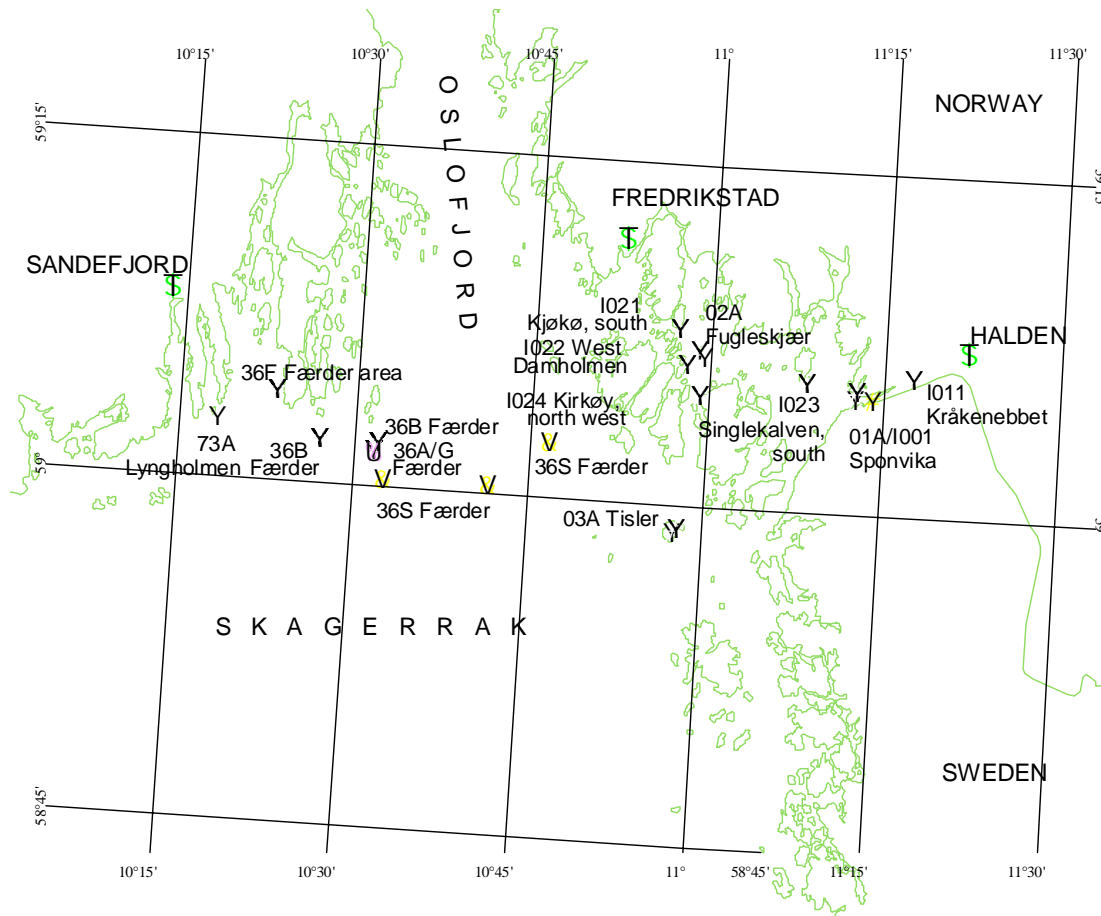 10°15' 10°30' 10°45' 11° 11°15' 11°30'
59°15'
NORWAY
OSLOFJORD
FREDRIKSTAD
T
S
SANDEFJORD
T
S
I021
Kjøkø, south
Y
02A
Fugleskjær
Y
Y
I022 West
Damholmen
Y
HALDEN
T
S
36F Færder area
Y
I024 Kirkøy,
north west
Y
I023
Singlekalven,
south
Y
I011
Kråkenebbet
Y
01A/I001
Sponvika
Y
Y
Y
73A
Lyngholmen
Y
36B
Færder
Y
36B Færder
Y
36A/G
Færder
U
V
36S Færder
V
36S Færder
V
59°
03A Tisler
Y
Y
SKAGERRAK
SWEDEN
58°45'
10°15' 10°30' 10°45' 11° 58°45' 11°15' 11°30'